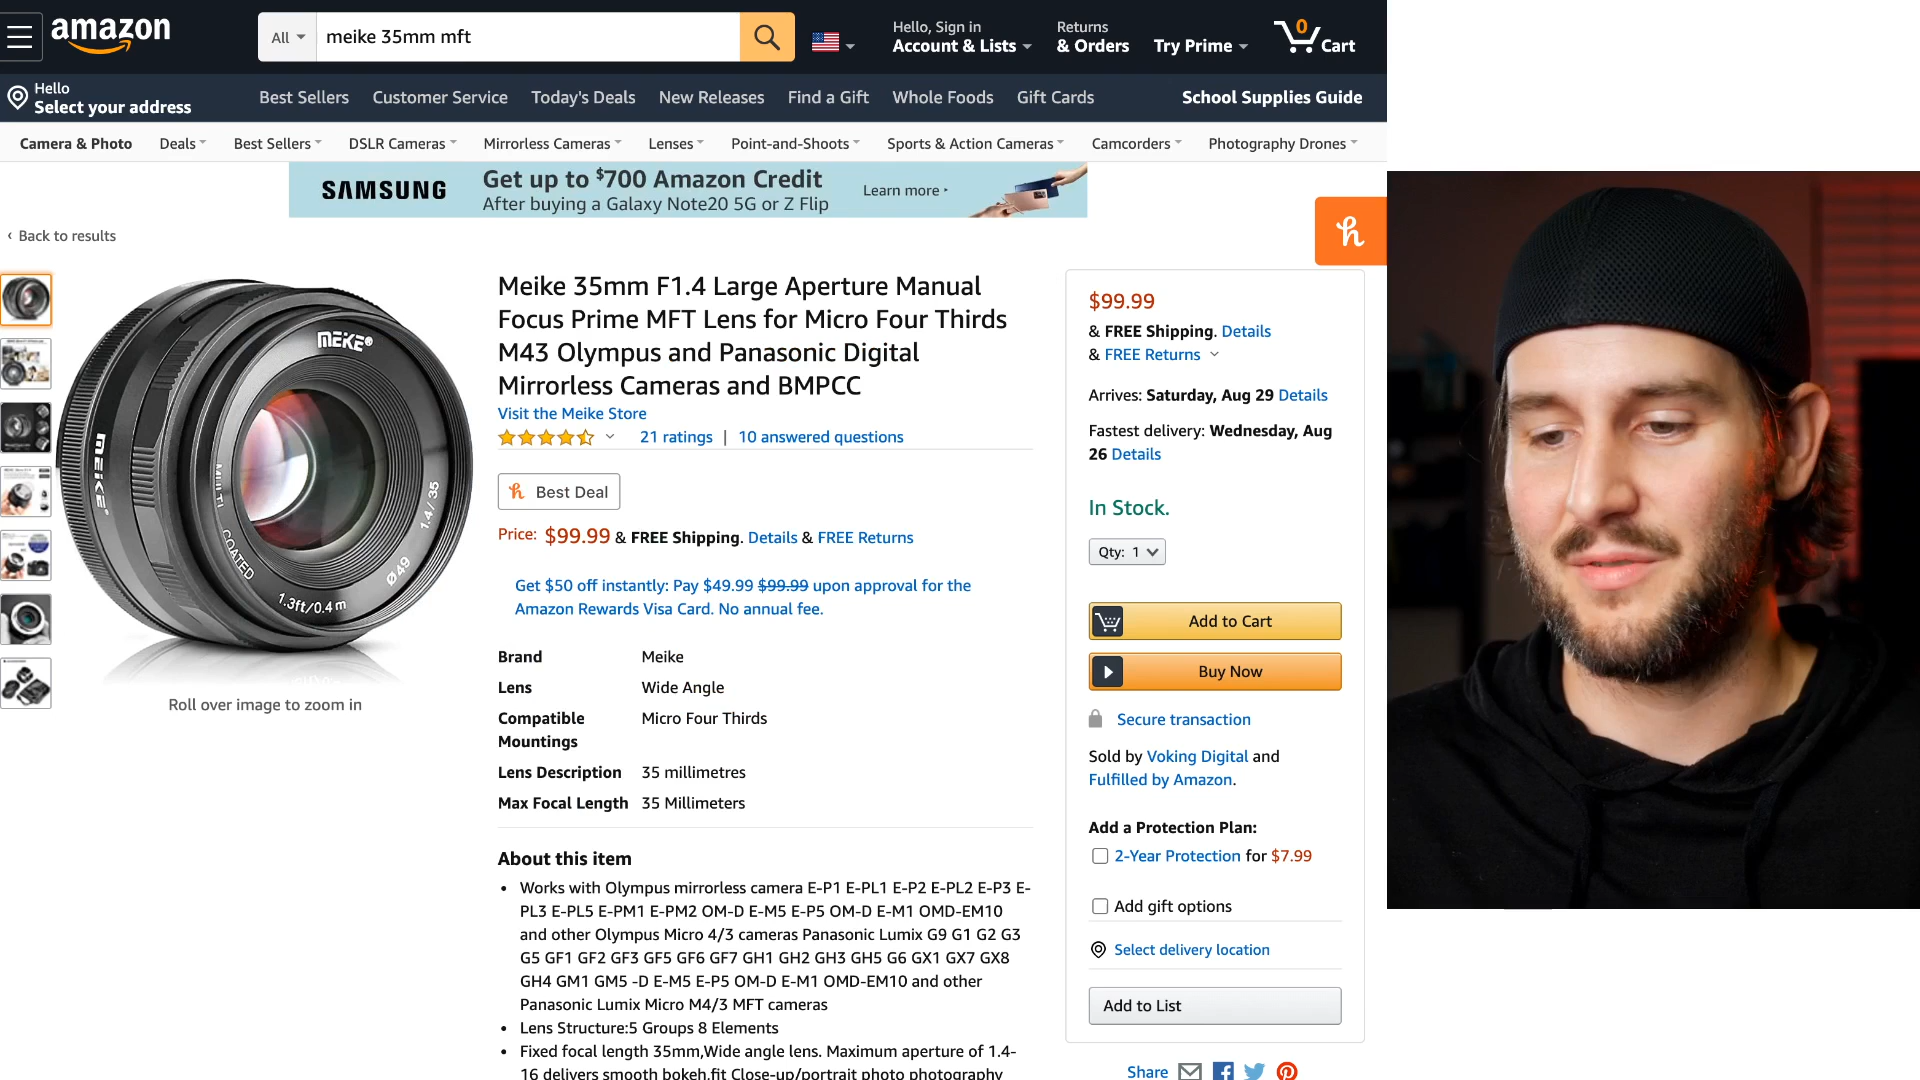 amazon
All
meike 35mm mft
Hello, Sign in
Account & Lists
Returns
& Orders
Try Prime
0
Cart
Hello
Select your address
Best Sellers
Customer Service
Today's Deals
New Releases
Find a Gift
Whole Foods
Gift Cards
School Supplies Guide
Camera & Photo
Deals
Best Sellers
DSLR Cameras
Mirrorless Cameras
Lenses
Point-and-Shoots
Sports & Action Cameras
Camcorders
Photography Drones
SAMSUNG
Get up to $700 Amazon Credit
After buying a Galaxy Note20 5G or Z Flip
Learn more
h
‹ Back to results
MEIKE®
MEIKE
MULTI COATED
1.3ft/0.4m
Ø49
1.4/35
Roll over image to zoom in
Meike 35mm F1.4 Large Aperture Manual
Focus Prime MFT Lens for Micro Four Thirds
M43 Olympus and Panasonic Digital
Mirrorless Cameras and BMPCC
Visit the Meike Store
21 ratings | 10 answered questions
h Best Deal
Price: $99.99 & FREE Shipping. Details & FREE Returns
Get $50 off instantly: Pay $49.99 $99.99 upon approval for the
Amazon Rewards Visa Card. No annual fee.
Brand Meike
Lens Wide Angle
Compatible Micro Four Thirds
Mountings
Lens Description 35 millimetres
Max Focal Length 35 Millimeters
About this item
• Works with Olympus mirrorless camera E-P1 E-PL1 E-P2 E-PL2 E-P3 E-
PL3 E-PL5 E-PM1 E-PM2 OM-D E-M5 E-P5 OM-D E-M1 OMD-EM10
and other Olympus Micro 4/3 cameras Panasonic Lumix G9 G1 G2 G3
G5 GF1 GF2 GF3 GF5 GF6 GF7 GH1 GH2 GH3 GH5 G6 GX1 GX7 GX8
GH4 GM1 GM5 -D E-M5 E-P5 OM-D E-M1 OMD-EM10 and other
Panasonic Lumix Micro M4/3 MFT cameras
• Lens Structure:5 Groups 8 Elements
• Fixed focal length 35mm,Wide angle lens. Maximum aperture of 1.4-
16 delivers smooth bokeh,fit Close-up/portrait photo photography
$99.99
& FREE Shipping. Details
& FREE Returns
Arrives: Saturday, Aug 29 Details
Fastest delivery: Wednesday, Aug
26 Details
In Stock.
Qty: 1
Add to Cart
Buy Now
Secure transaction
Sold by Voking Digital and
Fulfilled by Amazon.
Add a Protection Plan:
2-Year Protection for $7.99
Add gift options
Select delivery location
Add to List
Share